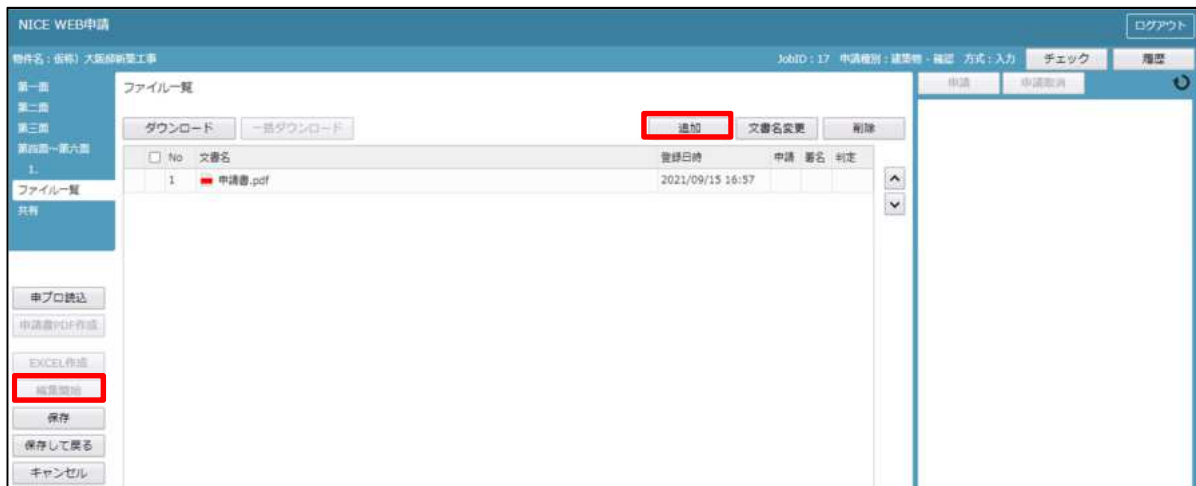 NICE WEB申請
ログアウト
物件名：仮称）大阪邸新築工事
JobID：17 申請種別：建築物 - 確認 方式：入力
チェック
履歴
第一面
第二面
第三面
第四面～第六面
1.
ファイル一覧
共有
申プロ読込
申請書PDF作成
EXCEL作成
編集開始
保存
保存して戻る
キャンセル
ファイル一覧
ダウンロード
一括ダウンロード
追加
文書名変更
削除
No 文書名 登録日時 申請 署名 判定
1 申請書.pdf 2021/09/15 16:57
申請
申請取消